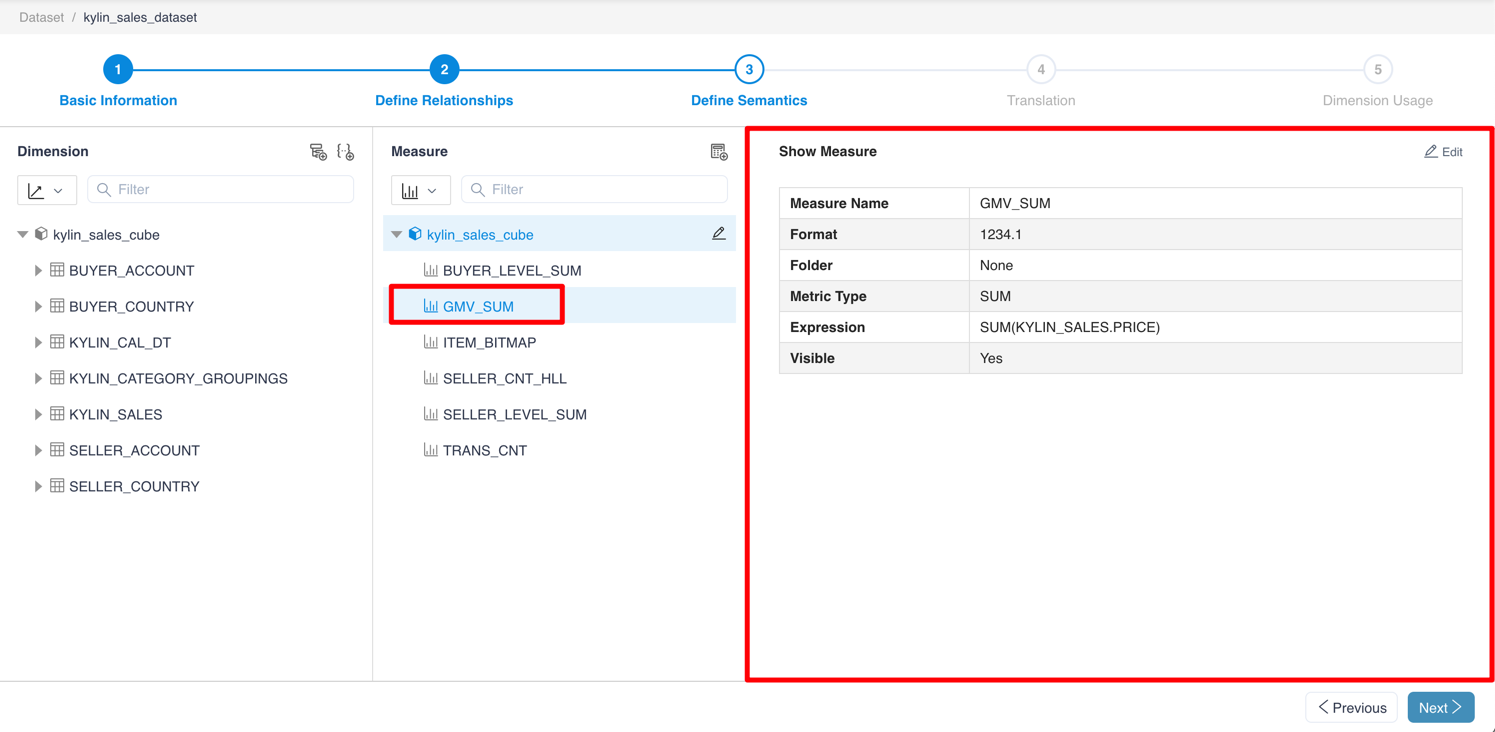 Dataset / kylin_sales_dataset
1 2 3 4 5
Basic Information Define Relationships Define Semantics Translation Dimension Usage
Dimension
Filter
kylin_sales_cube
BUYER_ACCOUNT
BUYER_COUNTRY
KYLIN_CAL_DT
KYLIN_CATEGORY_GROUPINGS
KYLIN_SALES
SELLER_ACCOUNT
SELLER_COUNTRY
Measure
Filter
kylin_sales_cube
BUYER_LEVEL_SUM
GMV_SUM
ITEM_BITMAP
SELLER_CNT_HLL
SELLER_LEVEL_SUM
TRANS_CNT
Show Measure Edit
Measure Name GMV_SUM
Format 1234.1
Folder None
Metric Type SUM
Expression SUM(KYLIN_SALES.PRICE)
Visible Yes
Previous Next